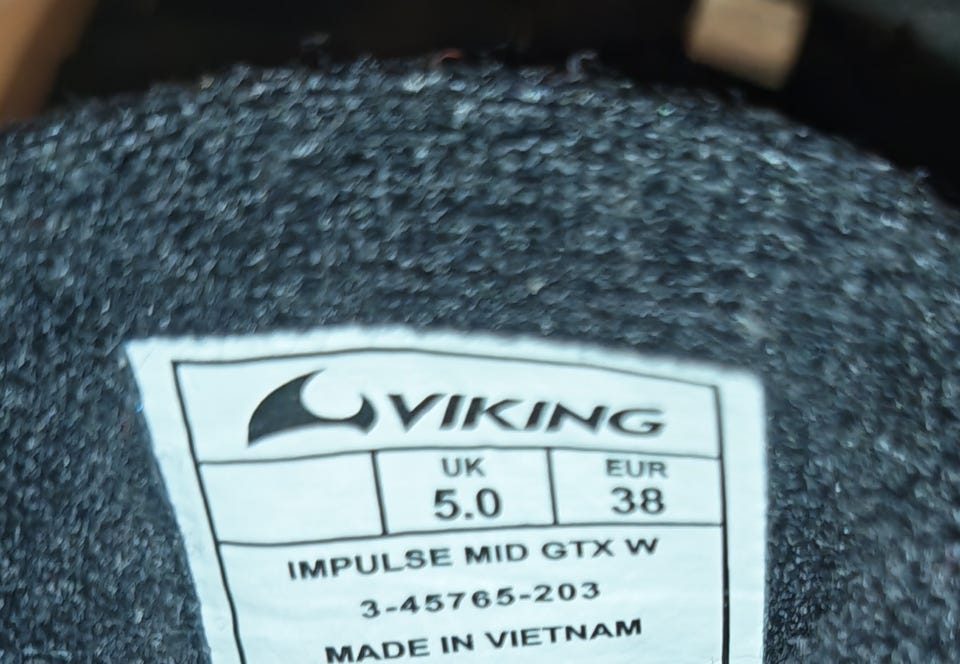 VIKING
UK EUR
5.0 38
IMPULSE MID GTX W
3-45765-203
MADE IN VIETNAM